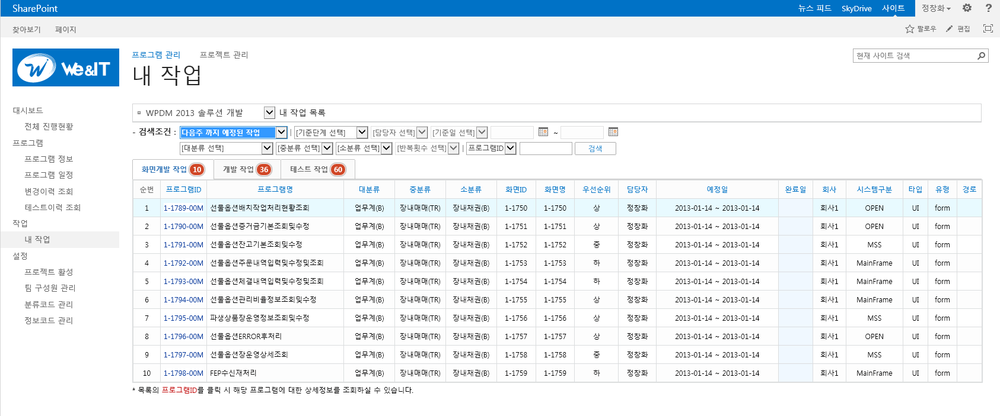 SharePoint 뉴스 피드 SkyDrive 사이트 정창화 ?
찾아보기 페이지 팔로우 편집
We&IT
프로그램 관리 프로젝트 관리
현재 사이트 검색
내 작업
대시보드
전체 진행현황
프로그램
프로그램 정보
프로그램 일정
변경이력 조회
테스트이력 조회
작업
내 작업
설정
프로젝트 활성
팀 구성원 관리
분류코드 관리
정보코드 관리
WPDM 2013 솔루션 개발 내 작업 목록
- 검색조건 : 다음주 까지 예정된 작업 | [기준단계 선택] [담당자 선택] [기준일 선택] ~
[대분류 선택] [중분류 선택] [소분류 선택] [반복횟수 선택] | 프로그램ID 검색
화면개발 작업 10 개발 작업 36 테스트 작업 60
순번 프로그램ID 프로그램명 대분류 중분류 소분류 화면ID 화면명 우선순위 담당자 예정일 완료일 회사 시스템구분 타입 유형 경로
1 1-1789-00M 선물옵션배치작업처리현황조회 업무계(B) 장내매매(TR) 장내채권(B) 1-1750 1-1750 상 정창화 2013-01-14 ~ 2013-01-14 회사1 OPEN UI form
2 1-1790-00M 선물옵션증거금기본조회및수정 업무계(B) 장내매매(TR) 장내채권(B) 1-1751 1-1751 상 정창화 2013-01-14 ~ 2013-01-14 회사1 OPEN UI form
3 1-1791-00M 선물옵션잔고기본조회및수정 업무계(B) 장내매매(TR) 장내채권(B) 1-1752 1-1752 중 정창화 2013-01-14 ~ 2013-01-14 회사1 MSS UI form
4 1-1792-00M 선물옵션주문내역입력및수정및조회 업무계(B) 장내매매(TR) 장내채권(B) 1-1753 1-1753 하 정창화 2013-01-14 ~ 2013-01-14 회사1 MainFrame UI form
5 1-1793-00M 선물옵션체결내역입력및수정및조회 업무계(B) 장내매매(TR) 장내채권(B) 1-1754 1-1754 하 정창화 2013-01-14 ~ 2013-01-14 회사1 MainFrame UI form
6 1-1794-00M 선물옵션관리비율정보조회및수정 업무계(B) 장내매매(TR) 장내채권(B) 1-1755 1-1755 상 정창화 2013-01-14 ~ 2013-01-14 회사1 MainFrame UI form
7 1-1795-00M 파생상품장운영정보조회및수정 업무계(B) 장내매매(TR) 장내채권(B) 1-1756 1-1756 상 정창화 2013-01-14 ~ 2013-01-14 회사1 MSS UI form
8 1-1796-00M 선물옵션ERROR후처리 업무계(B) 장내매매(TR) 장내채권(B) 1-1757 1-1757 상 정창화 2013-01-14 ~ 2013-01-14 회사1 OPEN UI form
9 1-1797-00M 선물옵션장운영상세조회 업무계(B) 장내매매(TR) 장내채권(B) 1-1758 1-1758 중 정창화 2013-01-14 ~ 2013-01-14 회사1 MSS UI form
10 1-1798-00M FEP수신재처리 업무계(B) 장내매매(TR) 장내채권(B) 1-1759 1-1759 하 정창화 2013-01-14 ~ 2013-01-14 회사1 MainFrame UI form
* 목록의 프로그램ID를 클릭 시 해당 프로그램에 대한 상세정보를 조회하실 수 있습니다.